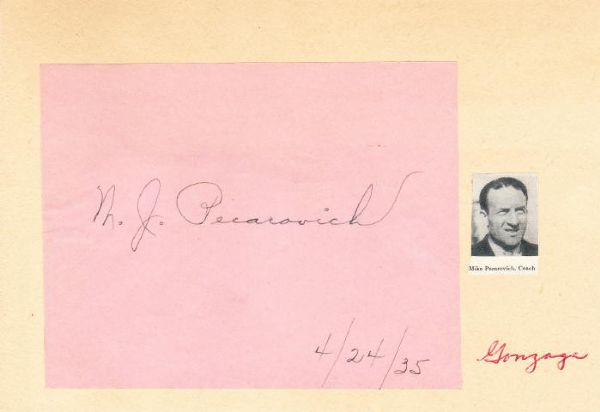 M. J. Pecarovich
Mike Pecarovich, Coach
4/24/35
Gonzaga